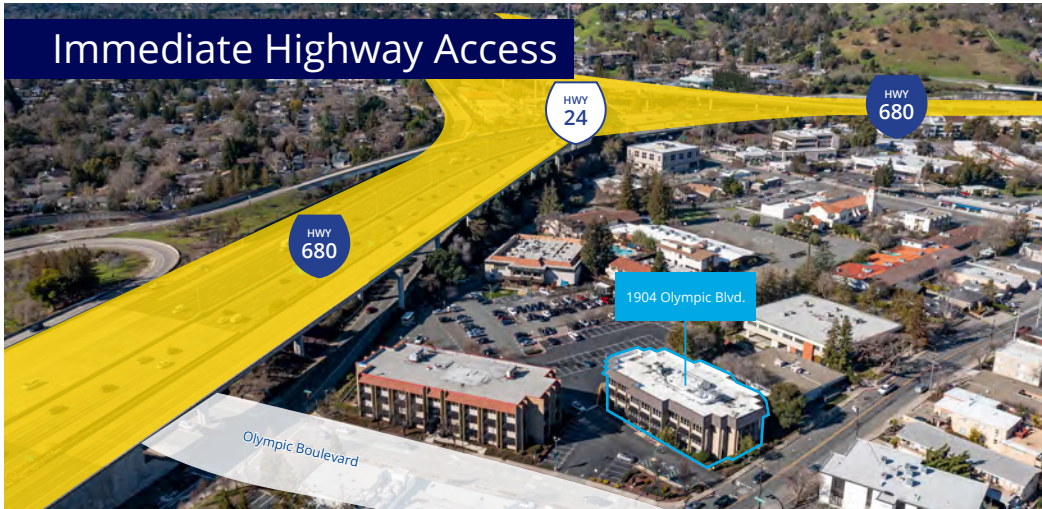 Immediate Highway Access
HWY
24
HWY
680
HWY
680
1904 Olympic Blvd.
Olympic Boulevard